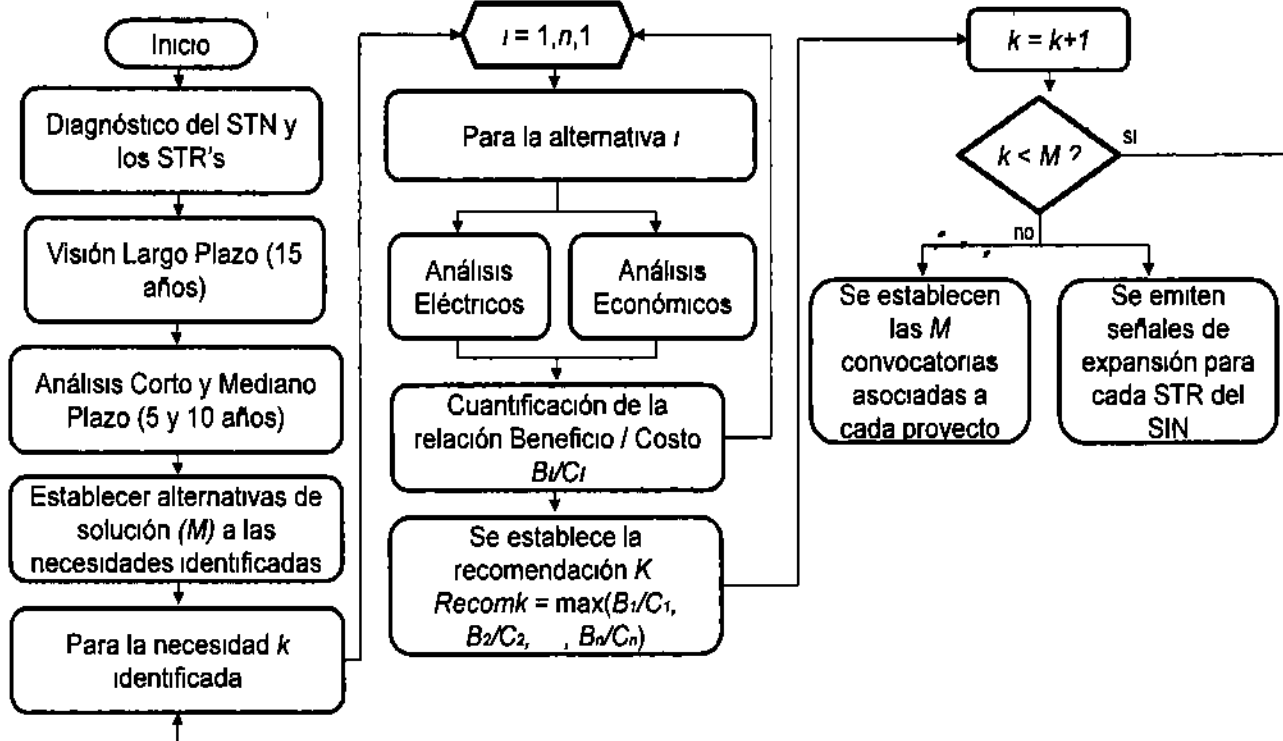 Inicio
Diagnóstico del STN y
los STR's
Visión Largo Plazo (15
años)
Análisis Corto y Mediano
Plazo (5 y 10 años)
Establecer alternativas de
solución (M) a las
necesidades identificadas
Para la necesidad k
identificada
i = 1,n,1
Para la alternativa i
Análisis
Eléctricos
Análisis
Económicos
Cuantificación de la
relación Beneficio / Costo
Bi/Ci
Se establece la
recomendación K
Recomk = max(B1/C1,
B2/C2, , Bn/Cn)
k = k+1
k < M ?
si
no
Se establecen
las M
convocatorias
asociadas a
cada proyecto
Se emiten
señales de
expansión para
cada STR del
SIN